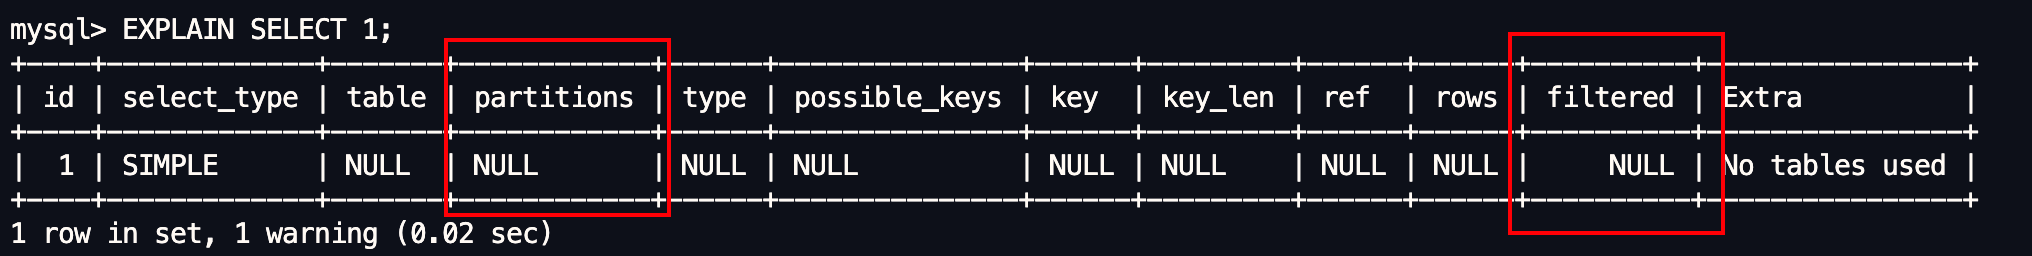 mysql> EXPLAIN SELECT 1;
+----+-------------+-------+------------+------+---------------+------+---------+------+------+----------+----------------+
| id | select_type | table | partitions | type | possible_keys | key  | key_len | ref  | rows | filtered | Extra          |
+----+-------------+-------+------------+------+---------------+------+---------+------+------+----------+----------------+
|  1 | SIMPLE      | NULL  | NULL       | NULL | NULL          | NULL | NULL    | NULL | NULL |     NULL | No tables used |
+----+-------------+-------+------------+------+---------------+------+---------+------+------+----------+----------------+
1 row in set, 1 warning (0.02 sec)